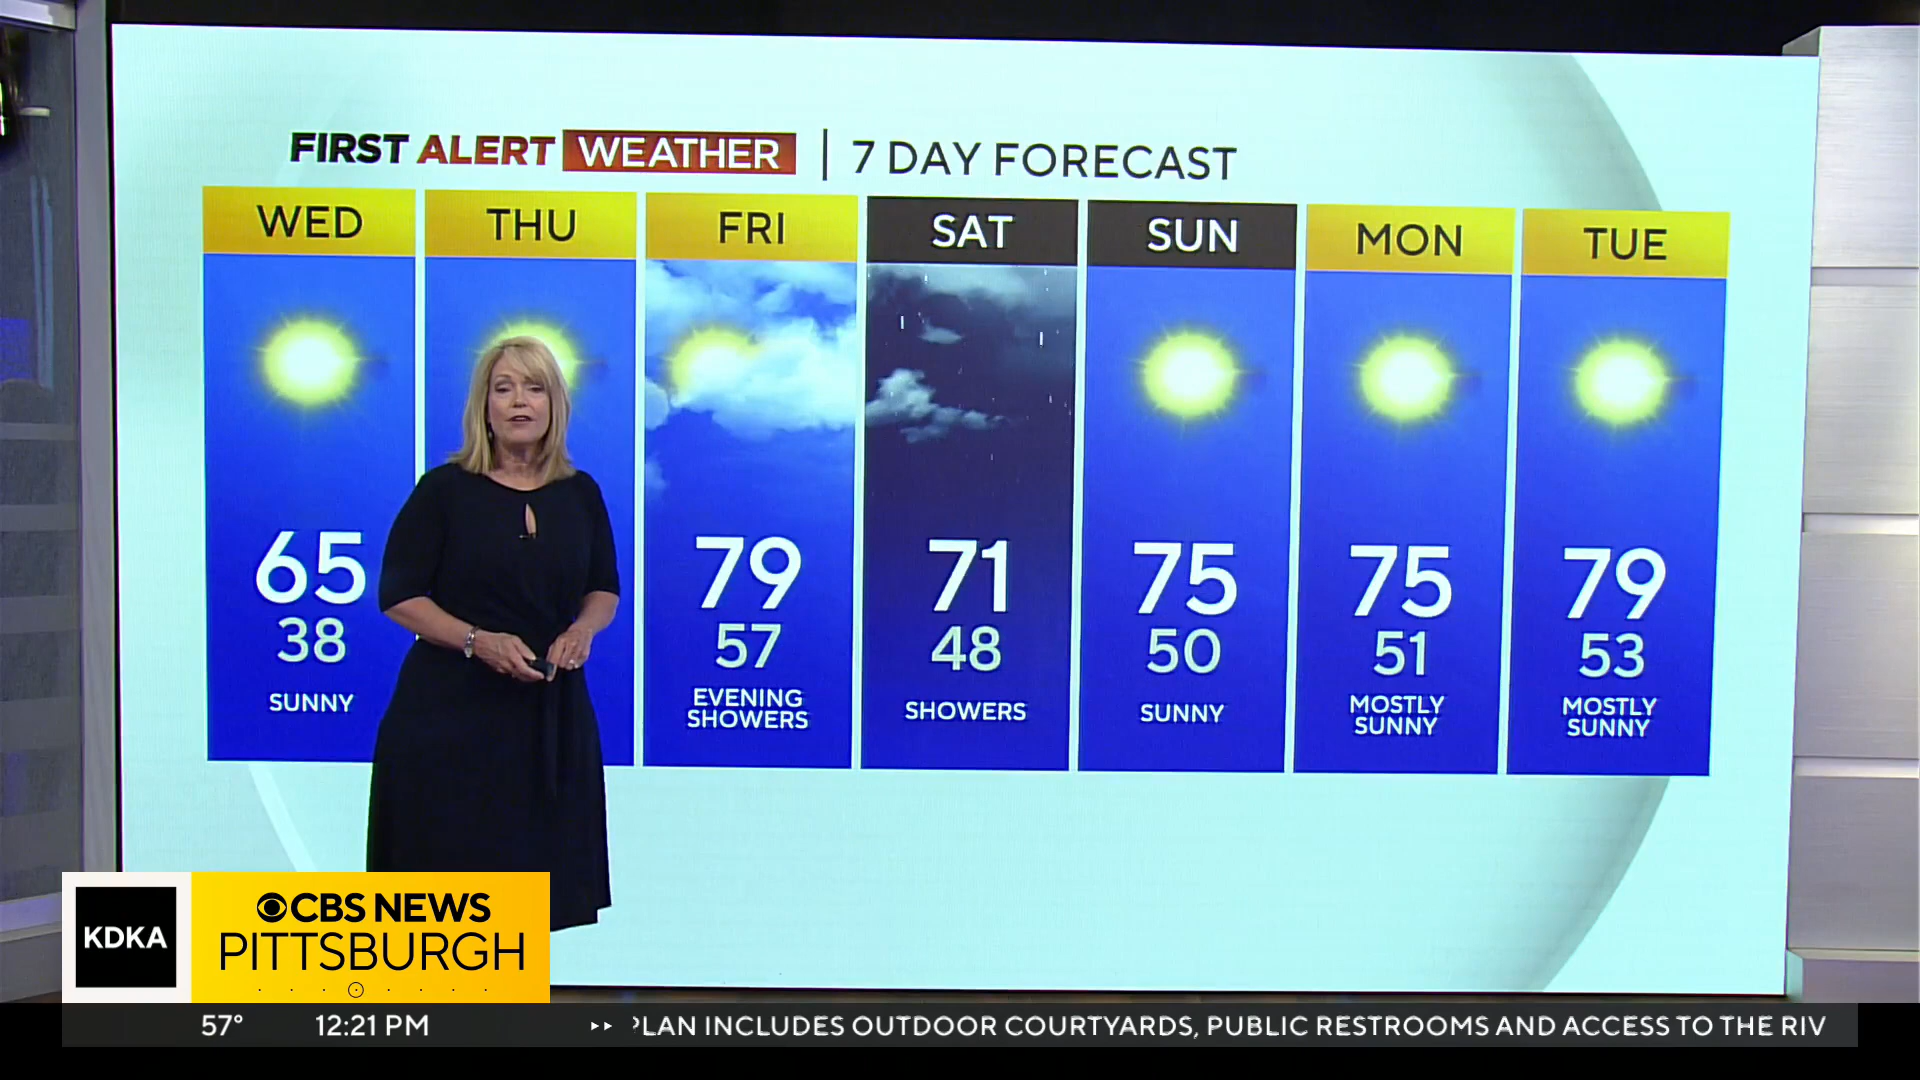 FIRST ALERT WEATHER | 7 DAY FORECAST
WED
65
38
SUNNY
THU
FRI
79
57
EVENING
SHOWERS
SAT
71
48
SHOWERS
SUN
75
50
SUNNY
MON
75
51
MOSTLY
SUNNY
TUE
79
53
MOSTLY
SUNNY
KDKA
CBS NEWS
PITTSBURGH
57° 12:21 PM PLAN INCLUDES OUTDOOR COURTYARDS, PUBLIC RESTROOMS AND ACCESS TO THE RIV